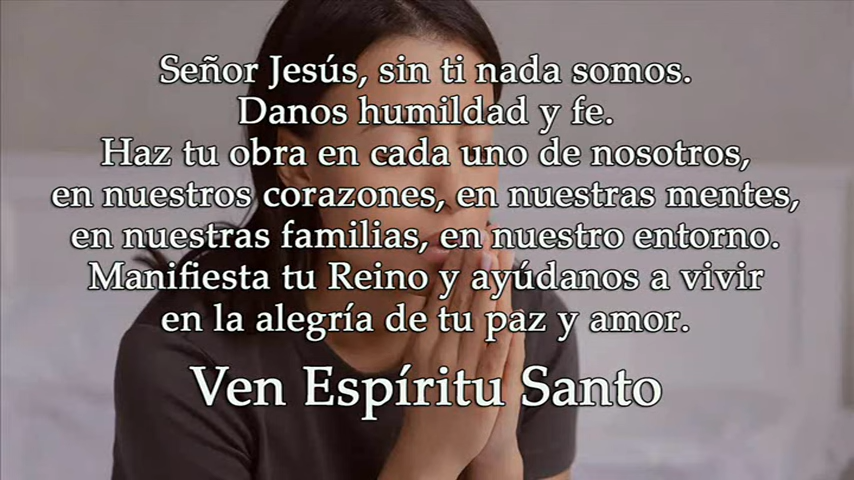 Señor Jesús, sin ti nada somos.
Danos humildad y fe.
Haz tu obra en cada uno de nosotros,
en nuestros corazones, en nuestras mentes,
en nuestras familias, en nuestro entorno.
Manifiesta tu Reino y ayúdanos a vivir
en la alegría de tu paz y amor.
Ven Espíritu Santo